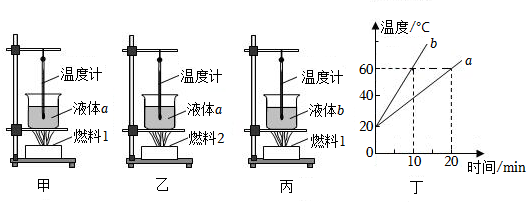 温度计
液体a
燃料1
甲
温度计
液体a
燃料2
乙
温度计
液体b
燃料1
丙
温度/℃
b
a
60
40
20
0
10
20
时间/min
丁